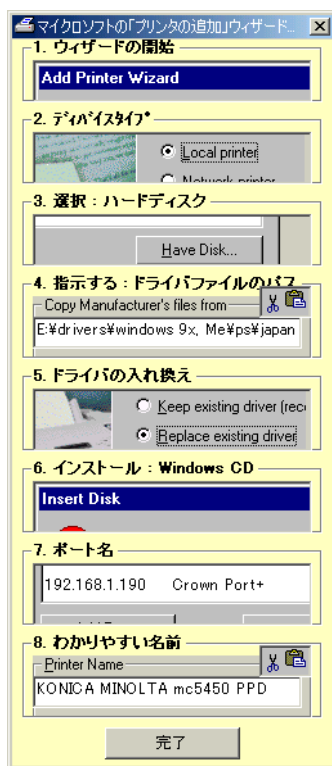 マイクロソフトの「プリンタの追加」ウィザード...
1. ウィザードの開始
Add Printer Wizard
2. ディバイスタイプ
Local printer
Network printer
3. 選択：ハードディスク
Have Disk...
4. 指示する：ドライバファイルのパス
Copy Manufacturer's files from
E:¥drivers¥windows 9x, Me¥ps¥japan
5. ドライバの入れ換え
Keep existing driver (reco
Replace existing driver
6. インストール：Windows CD
Insert Disk
7. ポート名
192.168.1.190 Crown Port+
8. わかりやすい名前
Printer Name
KONICA MINOLTA mc5450 PPD
完了